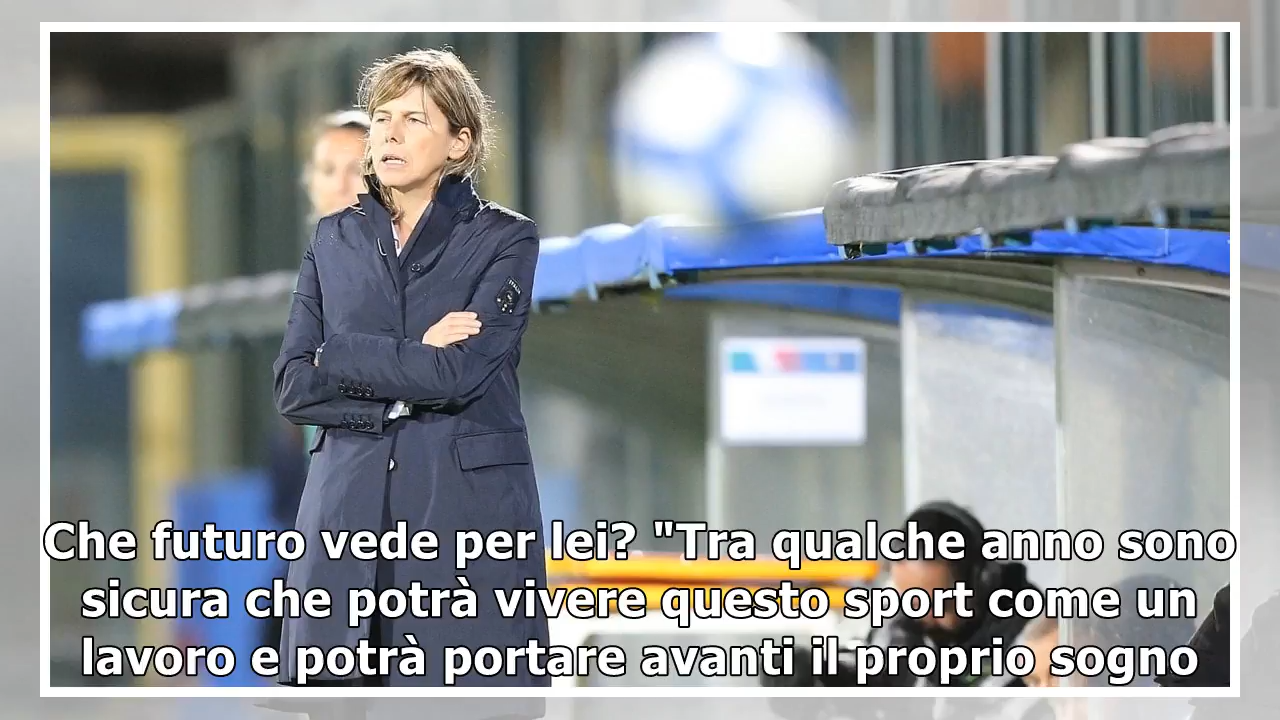 Che futuro vede per lei? "Tra qualche anno sono
sicura che potrà vivere questo sport come un
lavoro e potrà portare avanti il proprio sogno